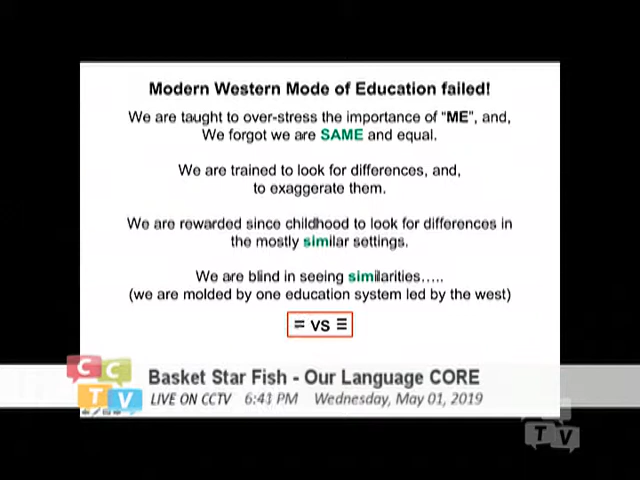 Modern Western Mode of Education failed!
We are taught to over-stress the importance of "ME", and,
We forgot we are SAME and equal.
We are trained to look for differences, and,
to exaggerate them.
We are rewarded since childhood to look for differences in
the mostly similar settings.
We are blind in seeing similarities.....
(we are molded by one education system led by the west)
= VS ≡
CC
TV
Basket Star Fish - Our Language CORE
LIVE ON CCTV 6:41 PM Wednesday, May 01, 2019
TV